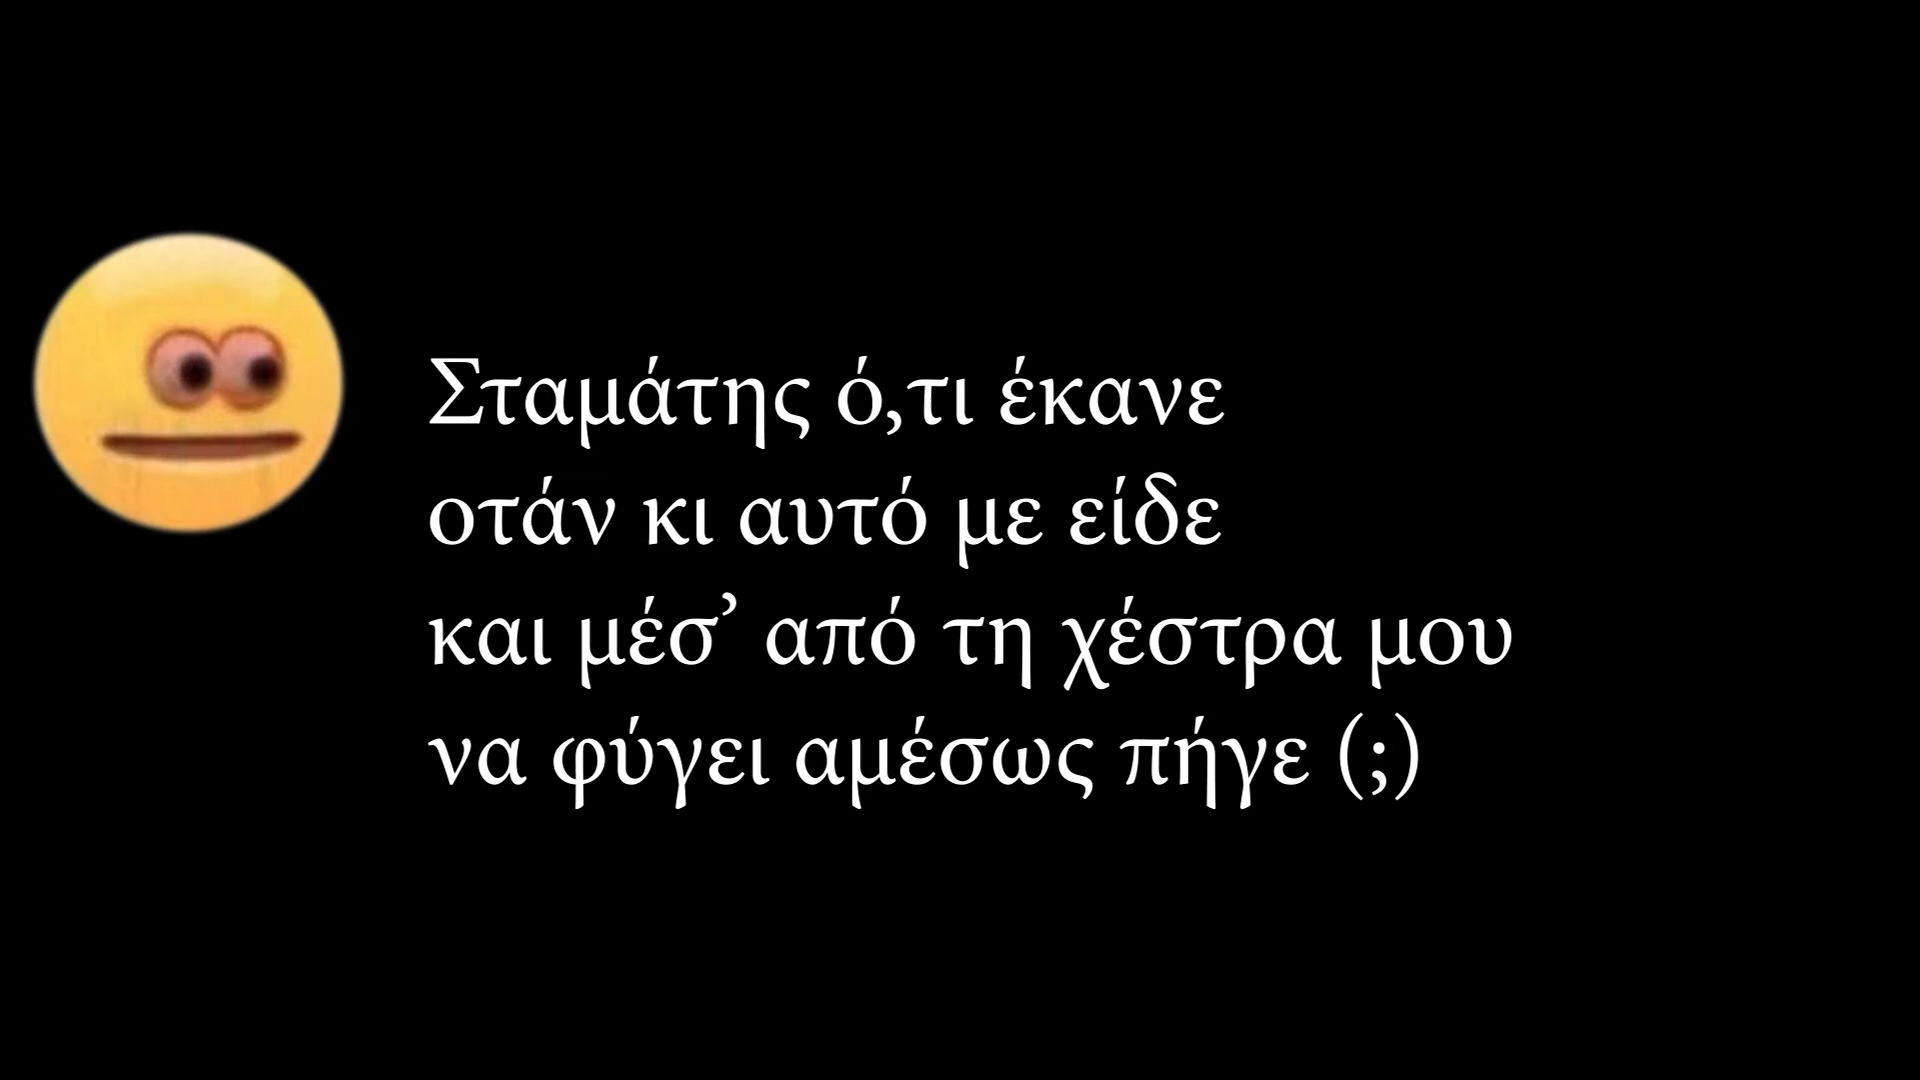 Σταμάτης ό,τι έκανε
οτάν κι αυτό με είδε
και μέσ’ από τη χέστρα μου
να φύγει αμέσως πήγε (;)